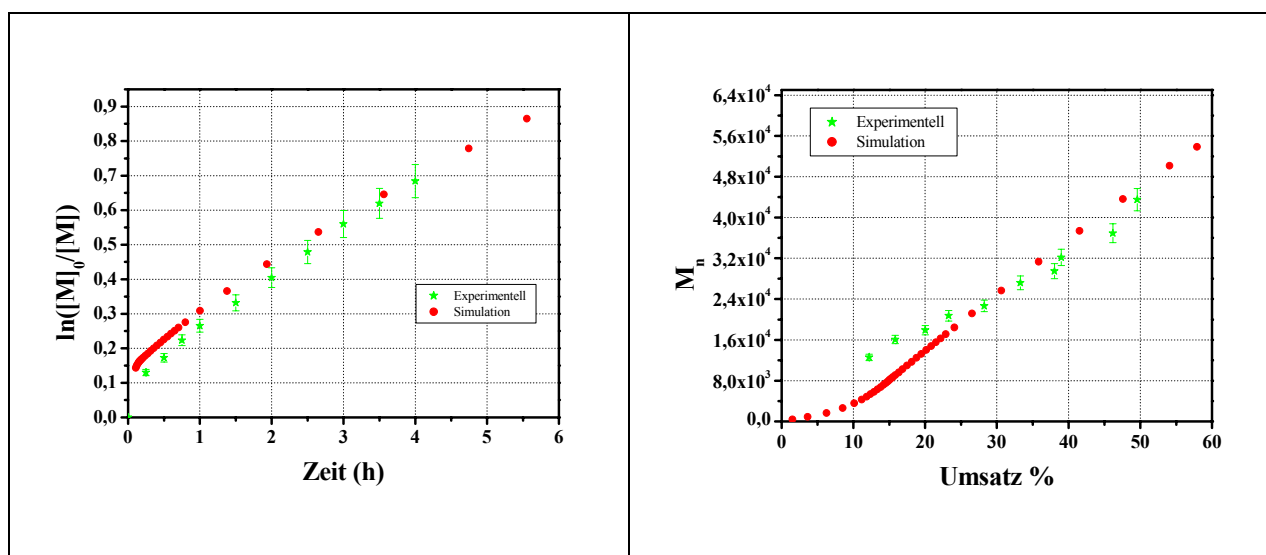 ln([M]0/[M])
0,9
0,8
0,7
0,6
0,5
0,4
0,3
0,2
0,1
0,0
Experimentell
Simulation
0 1 2 3 4 5 6
Zeit (h)
Mn
6,4x10^4
5,6x10^4
4,8x10^4
4,0x10^4
3,2x10^4
2,4x10^4
1,6x10^4
8,0x10^3
0,0
Experimentell
Simulation
0 10 20 30 40 50 60
Umsatz %